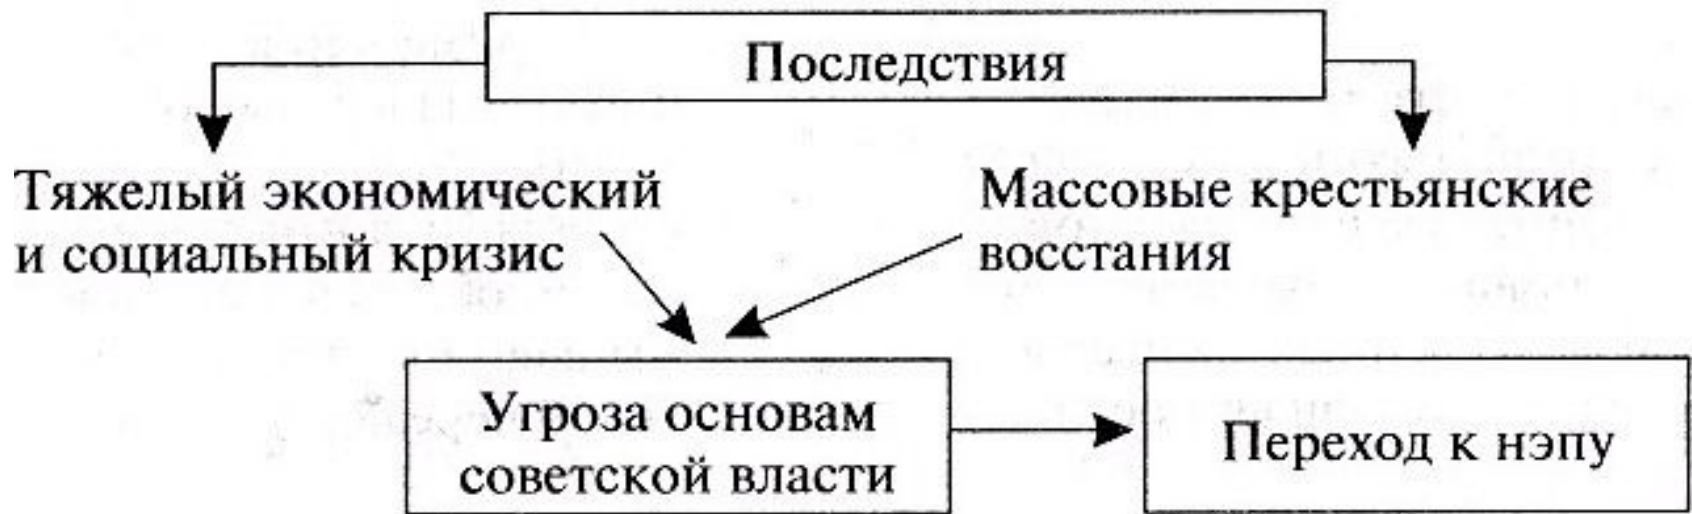 Последствия
Тяжелый экономический
и социальный кризис
Массовые крестьянские
восстания
Угроза основам
советской власти
Переход к нэпу